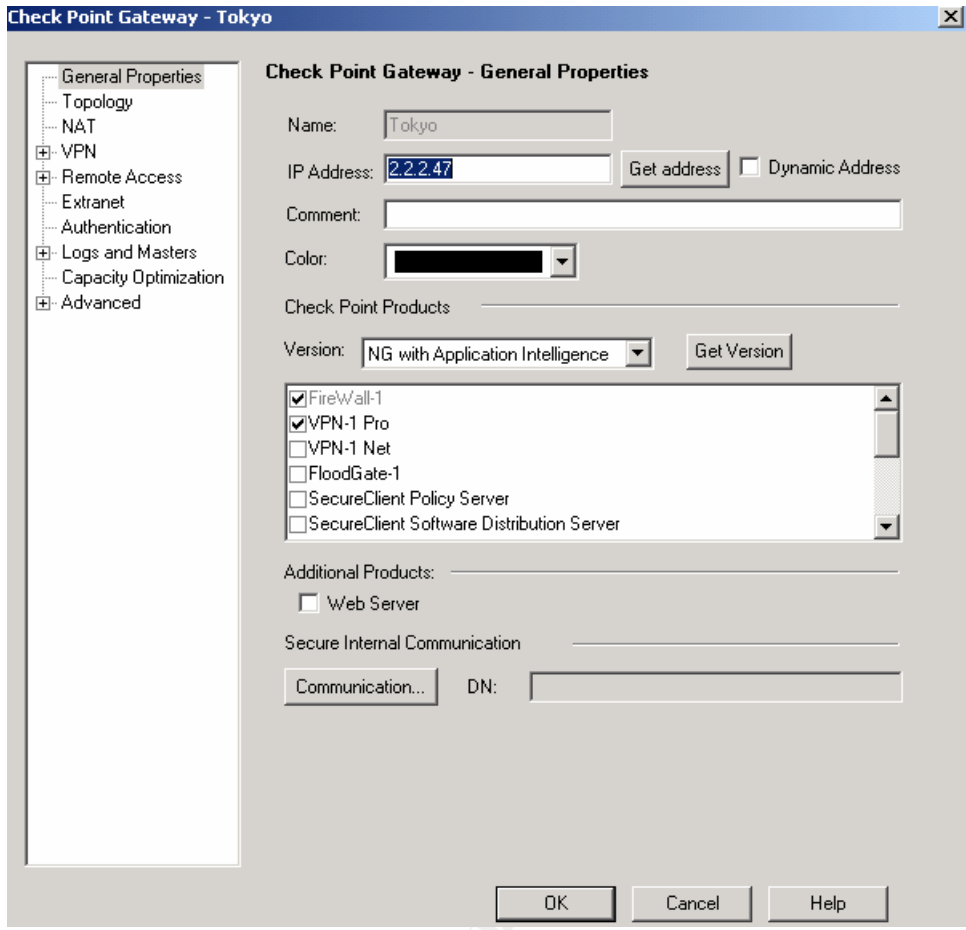 Check Point Gateway - Tokyo
General Properties
Topology
NAT
VPN
Remote Access
Extranet
Authentication
Logs and Masters
Capacity Optimization
Advanced
Check Point Gateway - General Properties
Name: Tokyo
IP Address: 2.2.2.47 Get address Dynamic Address
Comment:
Color:
Check Point Products
Version: NG with Application Intelligence Get Version
FireWall-1
VPN-1 Pro
VPN-1 Net
FloodGate-1
SecureClient Policy Server
SecureClient Software Distribution Server
Additional Products:
Web Server
Secure Internal Communication
Communication... DN:
OK Cancel Help